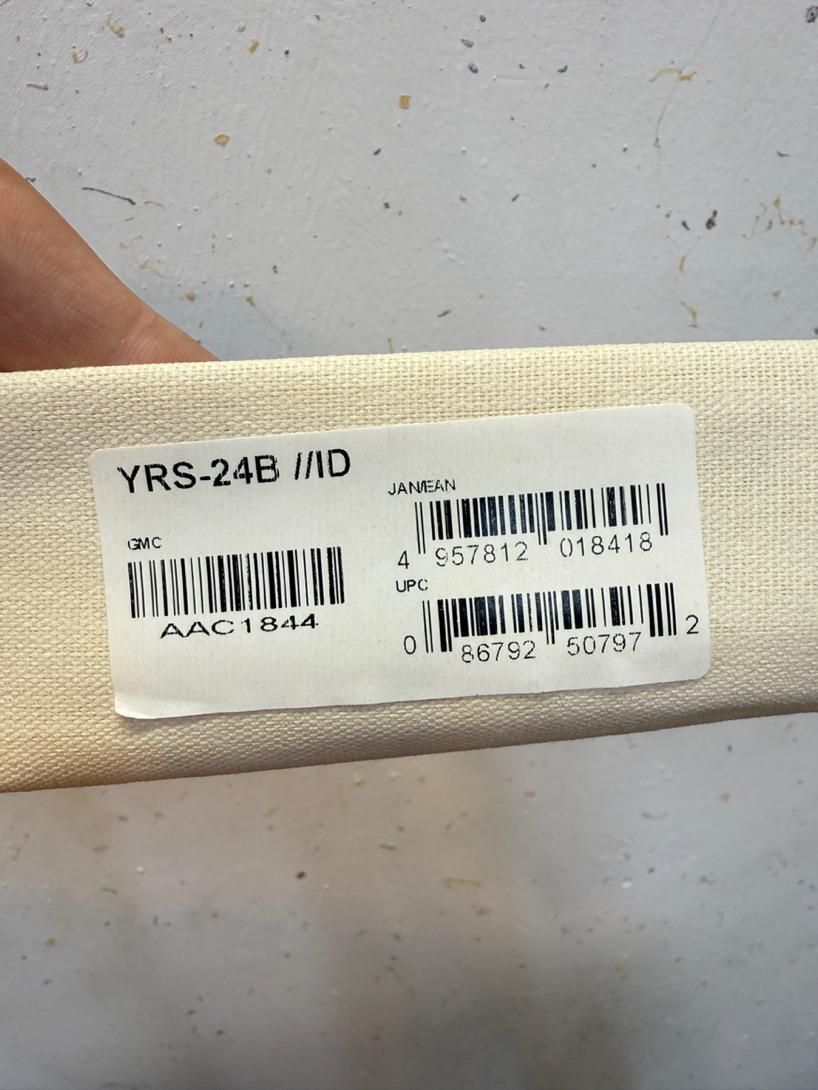 YRS-24B //ID
GMC
AAC1844
JAN/EAN
4 957812 018418
UPC
0 86792 50797 2